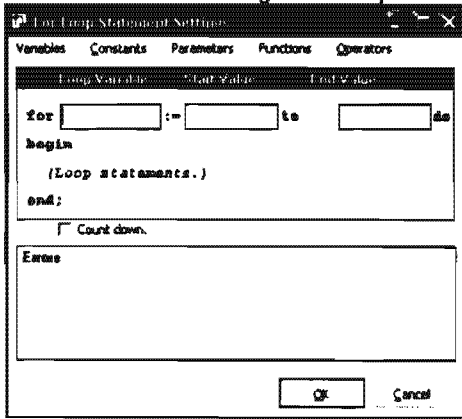 For Loop Statement Settings
Variables Constants Parameters Functions Operators
Loop Variable Start Value End Value
for := to do
begin
(Loop statements.)
end;
Count down.
Errors
OK Cancel